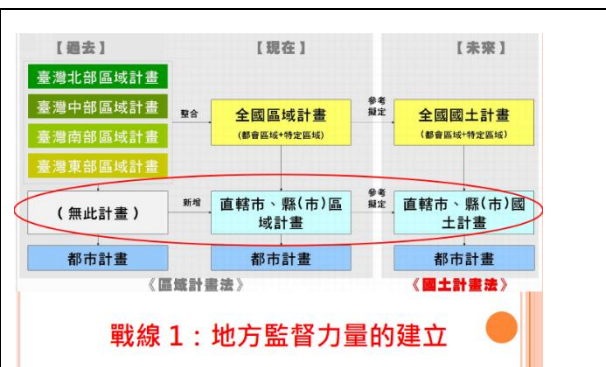 【過去】
【現在】
【未來】
臺灣北部區域計畫
臺灣中部區域計畫
臺灣南部區域計畫
臺灣東部區域計畫
整合
全國區域計畫
(都會區域+特定區域)
參考
擬定
全國國土計畫
(都會區域+特定區域)
(無此計畫)
新增
直轄市、縣(市)區
域計畫
參考
擬定
直轄市、縣(市)國
土計畫
都市計畫
都市計畫
都市計畫
《區域計畫法》
《國土計畫法》
戰線 1：地方監督力量的建立